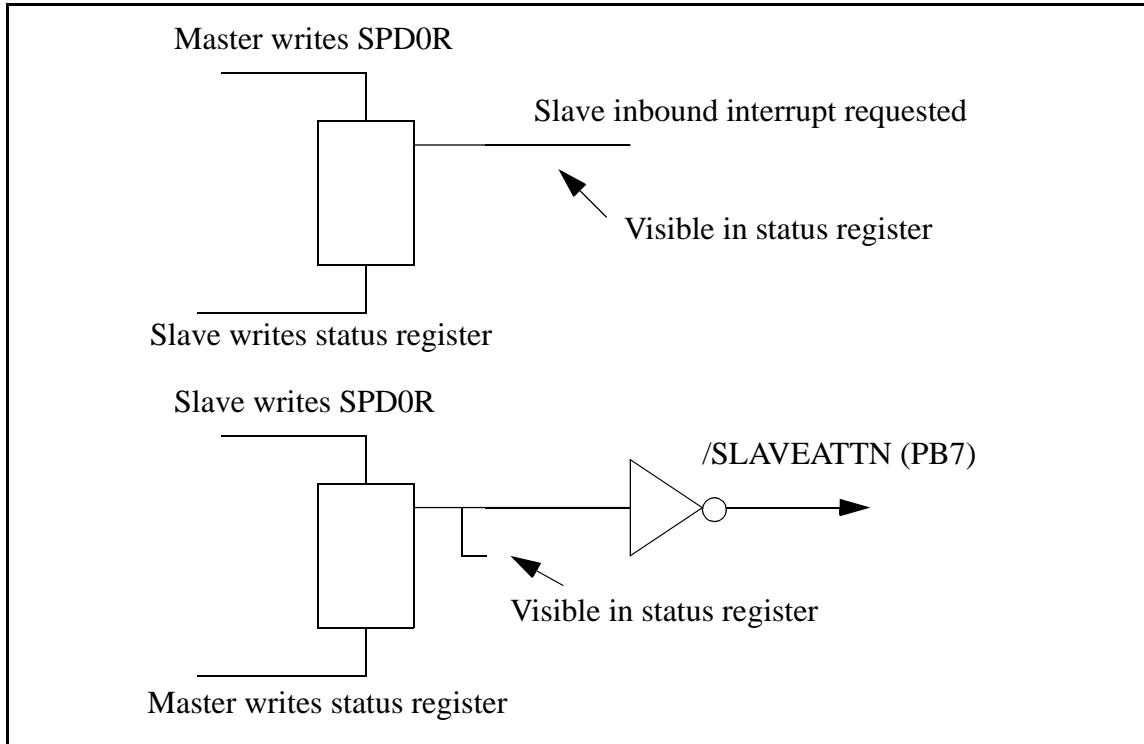 Master writes SPD0R
Slave inbound interrupt requested
Visible in status register
Slave writes status register
Slave writes SPD0R
/SLAVEATTN (PB7)
Visible in status register
Master writes status register